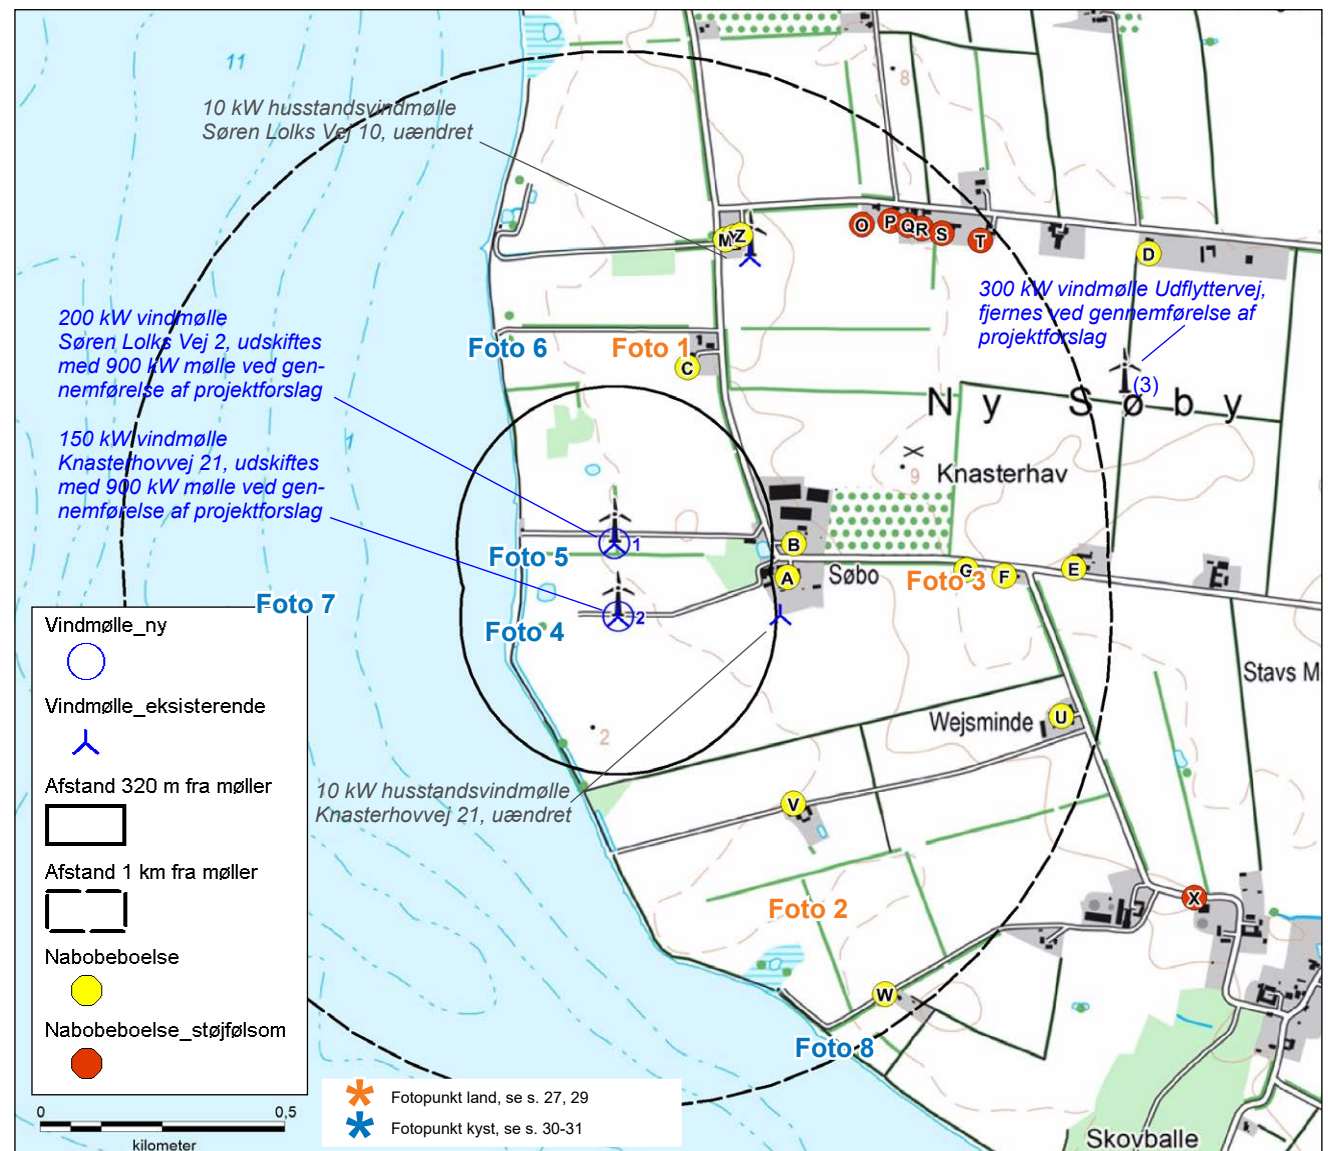 11
8
10 kW husstandsvindmølle
Søren Lolks Vej 10, uændret
O
P
Q
R
S
T
M
Y
Z
D
300 kW vindmølle Udflyttervej,
fjernes ved gennemførelse af
projektforslag
(3)
200 kW vindmølle
Søren Lolks Vej 2, udskiftes
med 900 kW mølle ved gen-
nemførelse af projektforslag
Foto 6
Foto 1
C
Ny Søby
150 kW vindmølle
Knasterhovvej 21, udskiftes
med 900 kW mølle ved gen-
nemførelse af projektforslag
9
Knasterhav
1
B
Foto 5
A
Søbo
Foto 3
G
F
E
Foto 7
2
Foto 4
Stavs M
Wejsminde
U
2
10 kW husstandsvindmølle
Knasterhovvej 21, uændret
V
Foto 2
X
W
Foto 8
Skovballe
Vindmølle_ny
Vindmølle_eksisterende
Afstand 320 m fra møller
Afstand 1 km fra møller
Nabobeboelse
Nabobeboelse_støjfølsom
0
0,5
kilometer
Fotopunkt land, se s. 27, 29
Fotopunkt kyst, se s. 30-31